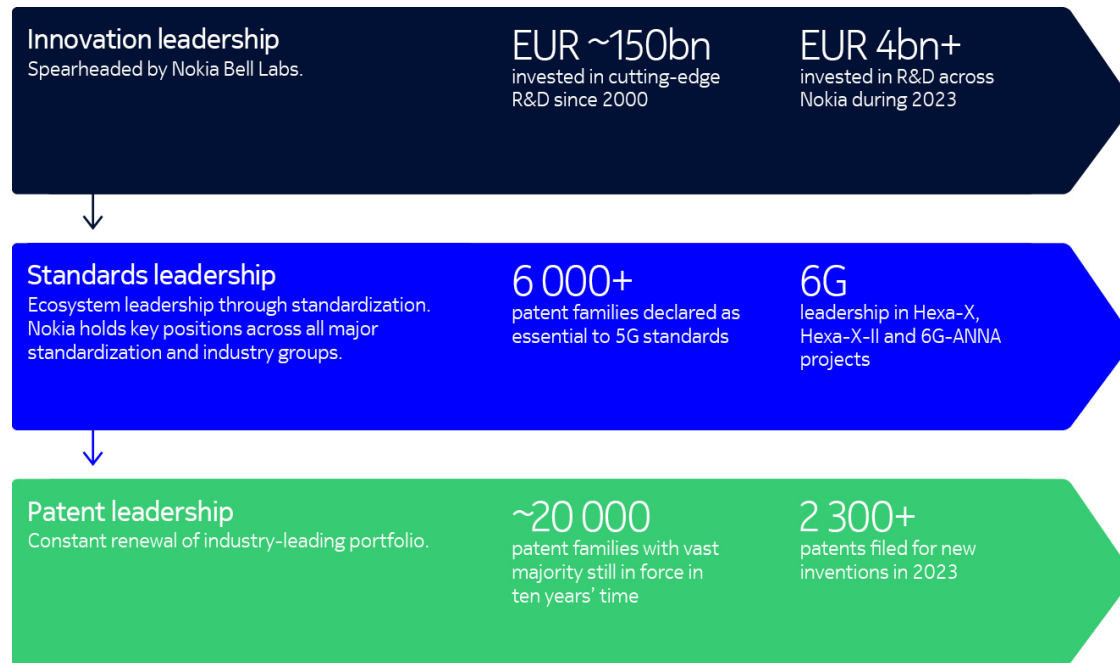 Innovation leadership
Spearheaded by Nokia Bell Labs.
EUR ~150bn
invested in cutting-edge
R&D since 2000
EUR 4bn+
invested in R&D across
Nokia during 2023
Standards leadership
Ecosystem leadership through standardization.
Nokia holds key positions across all major
standardization and industry groups.
6 000+
patent families declared as
essential to 5G standards
6G
leadership in Hexa-X,
Hexa-X-II and 6G-ANNA
projects
Patent leadership
Constant renewal of industry-leading portfolio.
~20 000
patent families with vast
majority still in force in
ten years’ time
2 300+
patents filed for new
inventions in 2023